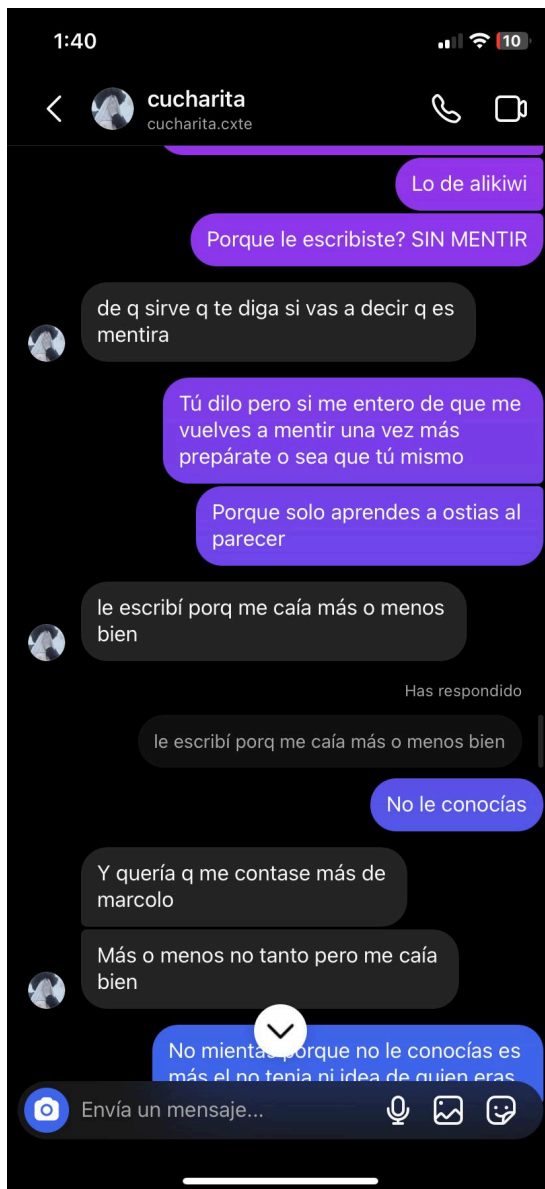 1:40
10
cucharita
cucharita.cxte
Lo de alikiwi
Porque le escribiste? SIN MENTIR
de q sirve q te diga si vas a decir q es
mentira
Tú dilo pero si me entero de que me
vuelves a mentir una vez más
prepárate o sea que tú mismo
Porque solo aprendes a ostias al
parecer
le escribí porq me caía más o menos
bien
Has respondido
le escribí porq me caía más o menos bien
No le conocías
Y quería q me contase más de
marcolo
Más o menos no tanto pero me caía
bien
No mientas porque no le conocías es
más el no tenia ni idea de quien eras
Envía un mensaje...